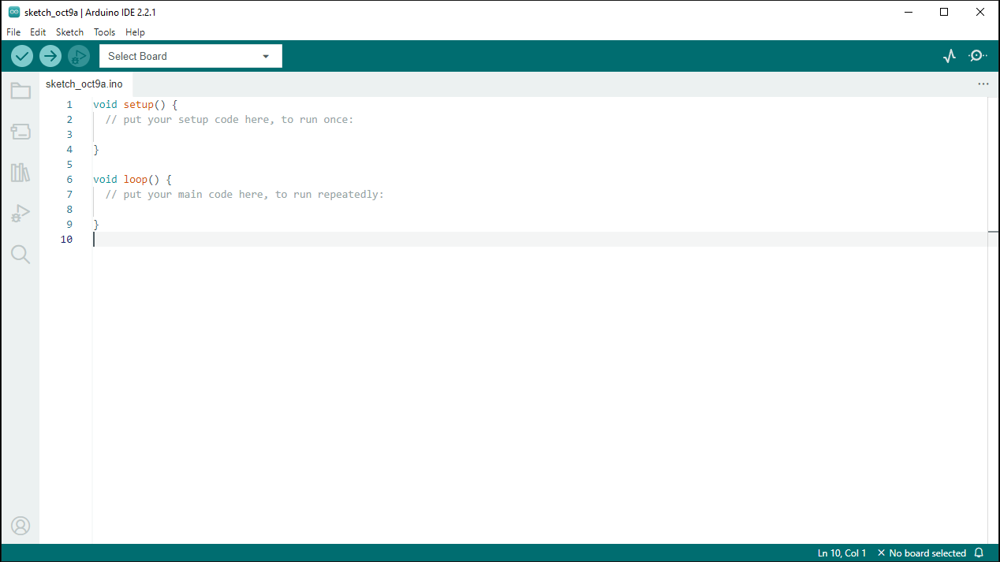 sketch_oct9a | Arduino IDE 2.2.1
File Edit Sketch Tools Help
Select Board
sketch_oct9a.ino
1 void setup() {
2 // put your setup code here, to run once:
3
4 }
5
6 void loop() {
7 // put your main code here, to run repeatedly:
8
9 }
10
Ln 10, Col 1 No board selected